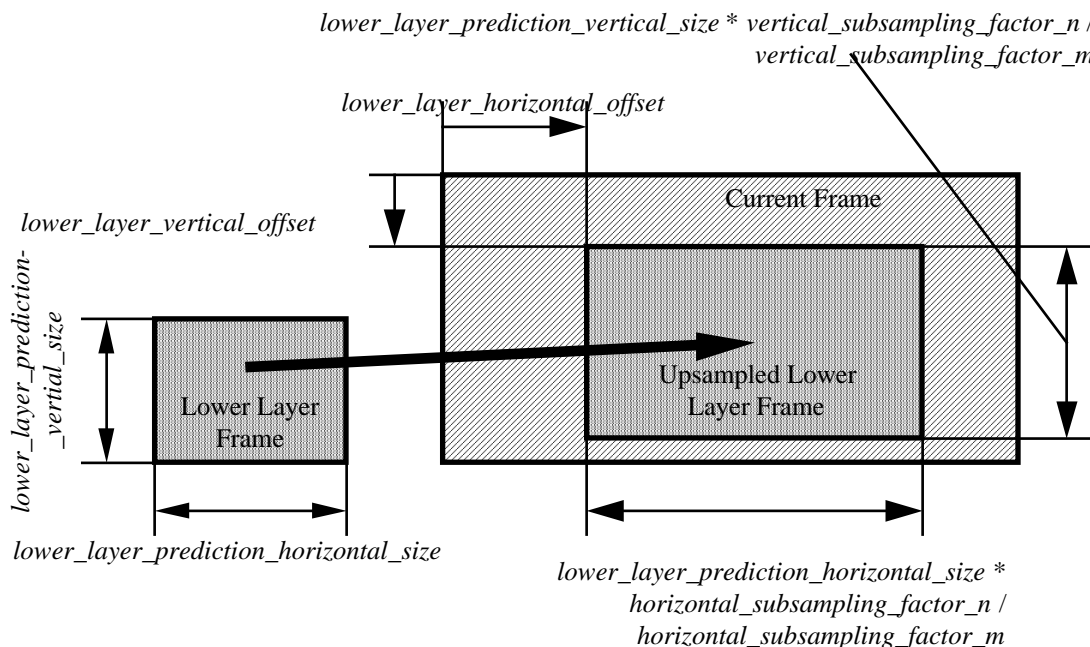 lower_layer_prediction_vertical_size * vertical_subsampling_factor_n /
vertical_subsampling_factor_m
lower_layer_horizontal_offset
Current Frame
lower_layer_vertical_offset
lower_layer_prediction-
_vertial_size
Upsampled Lower
Layer Frame
Lower Layer
Frame
lower_layer_prediction_horizontal_size
lower_layer_prediction_horizontal_size *
horizontal_subsampling_factor_n /
horizontal_subsampling_factor_m